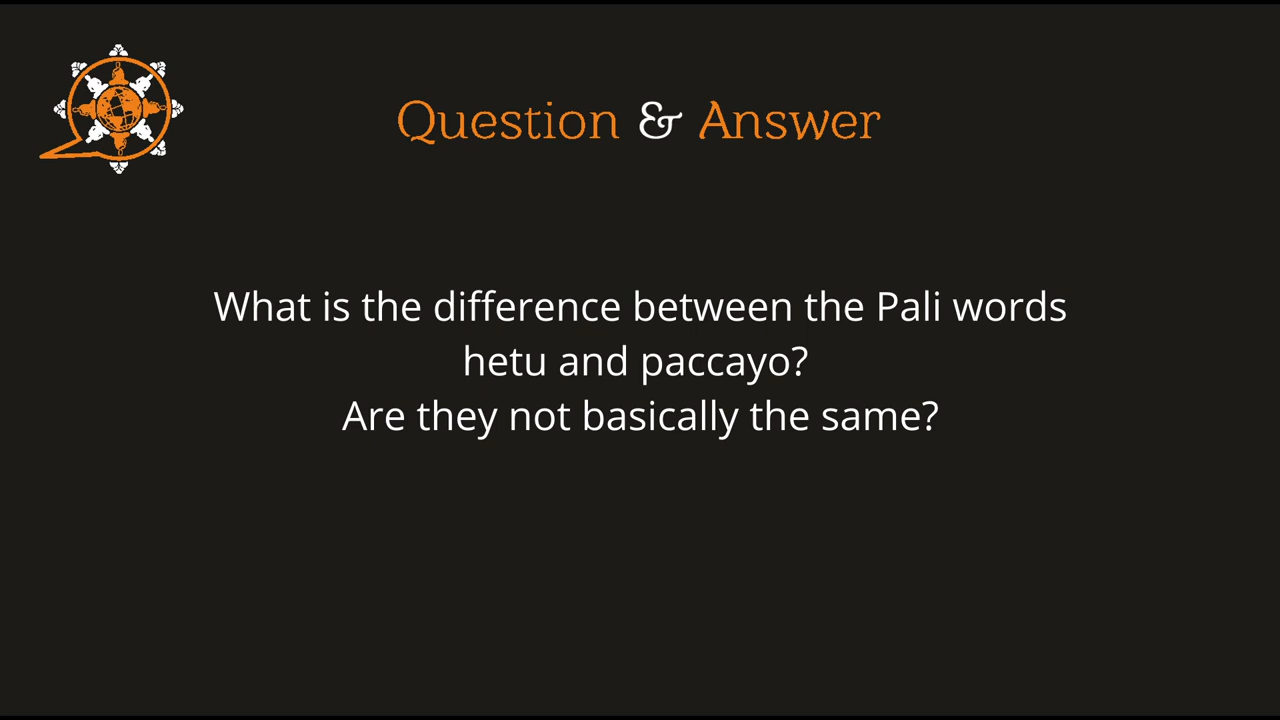 Question & Answer
What is the difference between the Pali words
hetu and paccayo?
Are they not basically the same?